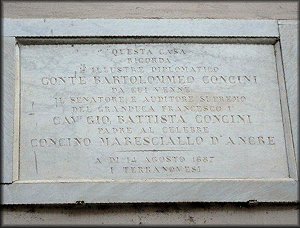 QUESTA CASA
RICORDA
L'ILLUSTRE DIPLOMATICO
CONTE BARTOLOMMEO CONCINI
DA CUI VENNE
IL SENATORE E AUDITORE SUPREMO
DEL GRANDUCA FRANCESCO I°
CAV. GIO. BATTISTA CONCINI
PADRE AL CELEBRE
CONCINO MARESCIALLO D'ANCRE
A DI 14 AGOSTO 1887
I TERRANOVESI